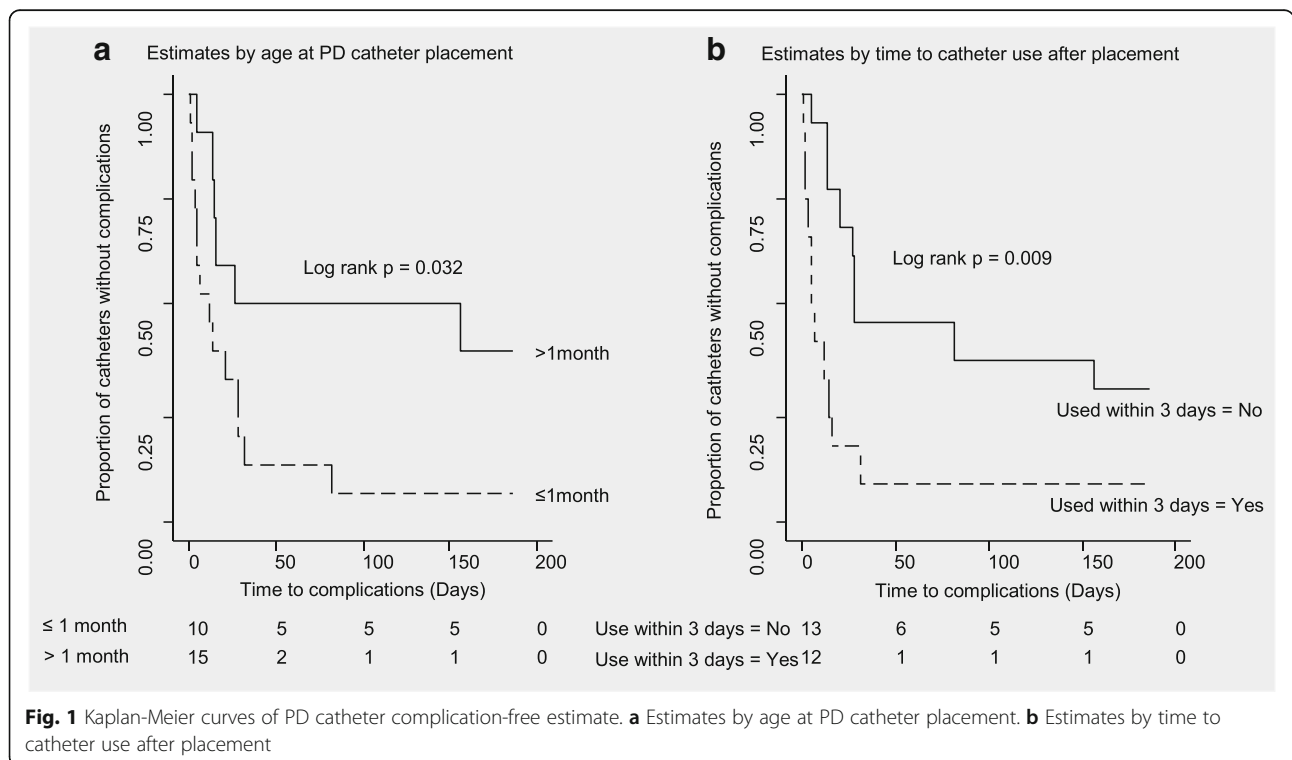 a Estimates by age at PD catheter placement
Proportion of catheters without complications
1.00
0.75
0.50
0.25
0.00
Log rank p = 0.032
>1month
≤1month
0 50 100 150 200
Time to complications (Days)
≤ 1 month 10 5 5 5 0
> 1 month 15 2 1 1 0
b Estimates by time to catheter use after placement
Proportion of catheters without complications
1.00
0.75
0.50
0.25
0.00
Log rank p = 0.009
Used within 3 days = No
Used within 3 days = Yes
0 50 100 150 200
Time to complications (Days)
Use within 3 days = No 13 6 5 5 0
Use within 3 days = Yes 12 1 1 1 0
Fig. 1 Kaplan-Meier curves of PD catheter complication-free estimate. a Estimates by age at PD catheter placement. b Estimates by time to
catheter use after placement